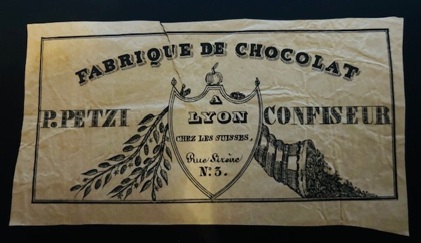 FABRIQUE DE CHOCOLAT
P. PETZI CONFISEUR
A
LYON
CHEZ LES SUISSES,
Rue Sirène
N.º 3.